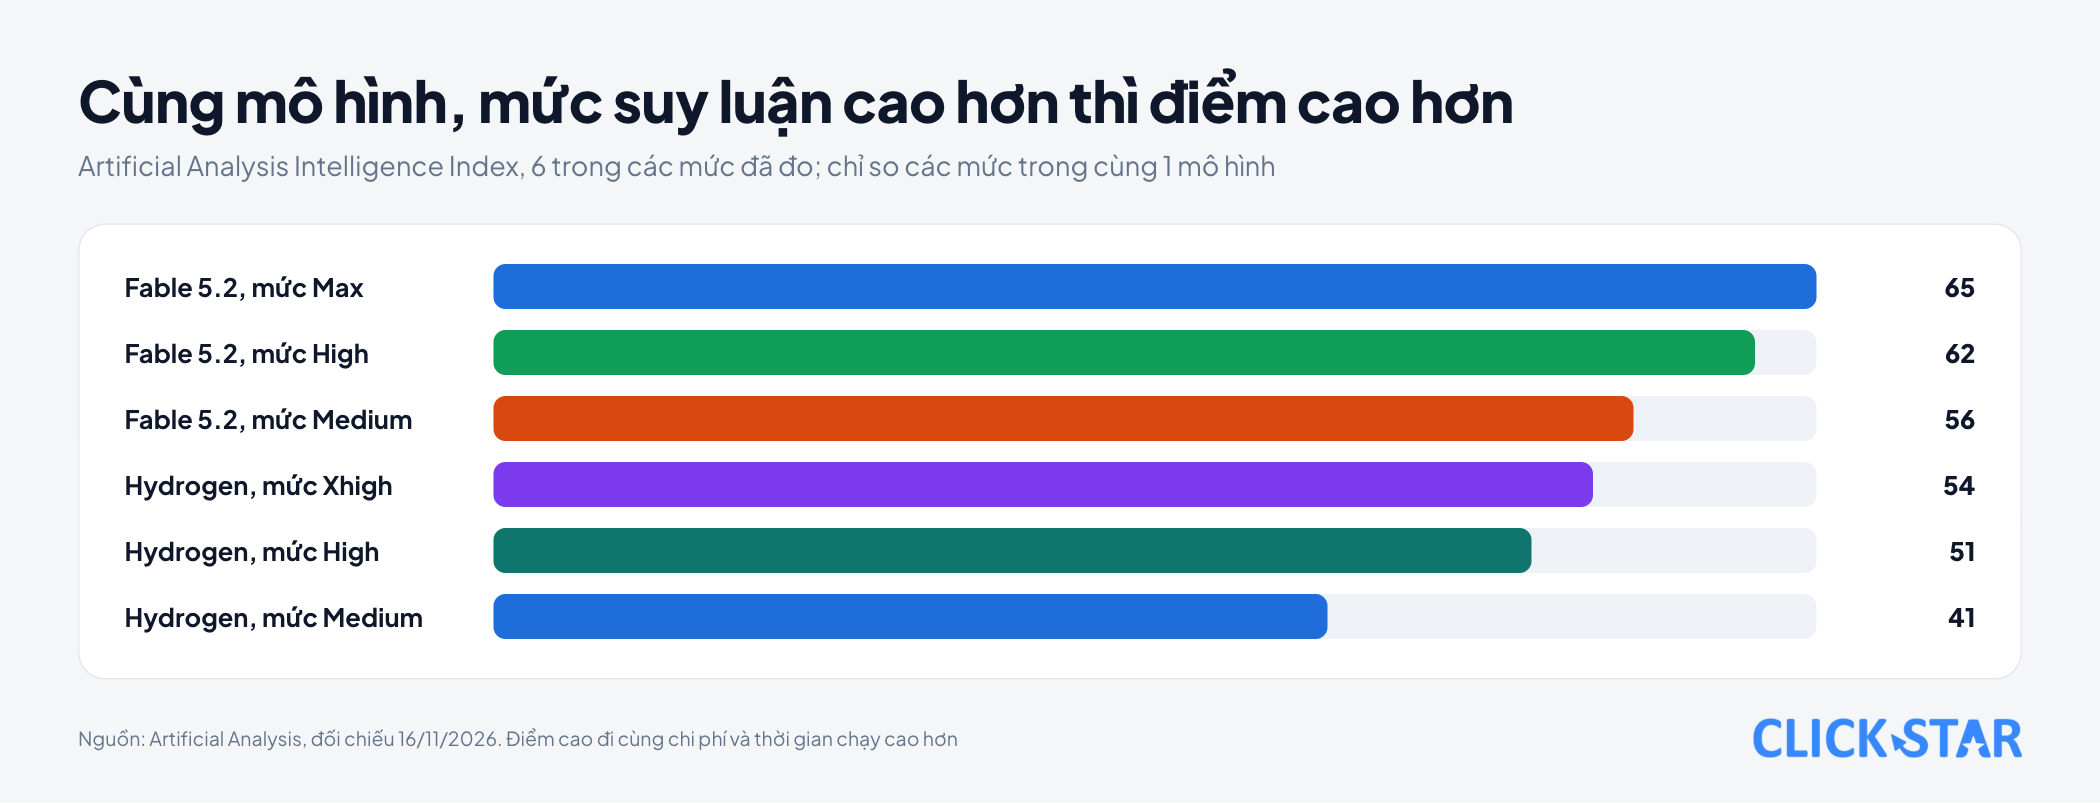 Cùng mô hình, mức suy luận cao hơn thì điểm cao hơn
Artificial Analysis Intelligence Index, 6 trong các mức đã đo; chỉ so các mức trong cùng 1 mô hình
Fable 5.2, mức Max 65
Fable 5.2, mức High 62
Fable 5.2, mức Medium 56
Hydrogen, mức Xhigh 54
Hydrogen, mức High 51
Hydrogen, mức Medium 41
Nguồn: Artificial Analysis, đối chiếu 16/11/2026. Điểm cao đi cùng chi phí và thời gian chạy cao hơn
CLICK STAR